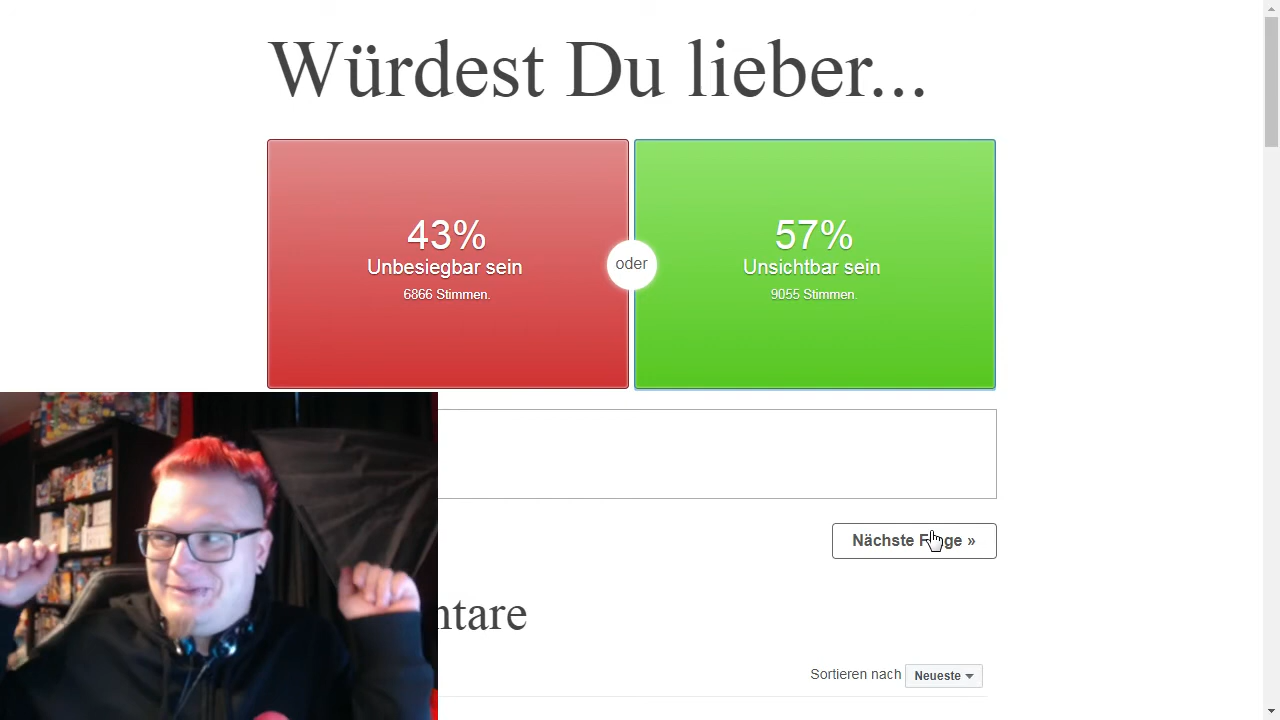 Würdest Du lieber...
43%
Unbesiegbar sein
6866 Stimmen.
oder
57%
Unsichtbar sein
9055 Stimmen.
Nächste Frage »
ntare
Sortieren nach Neueste